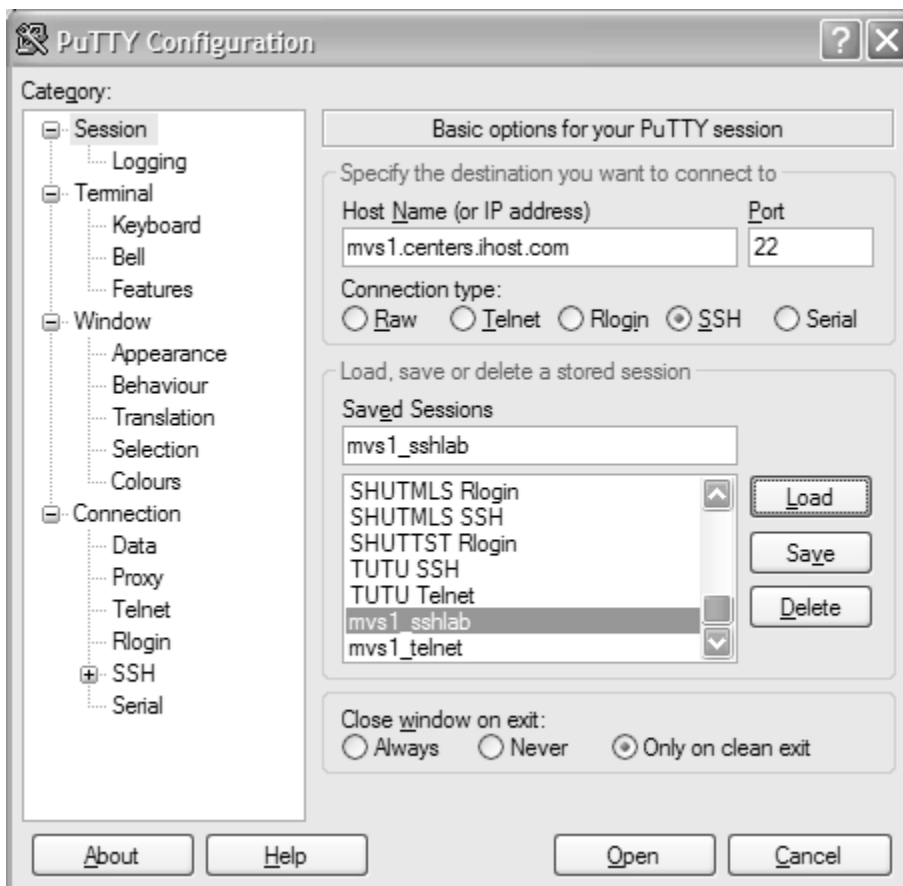 PuTTY Configuration
Category:
Session
Logging
Terminal
Keyboard
Bell
Features
Window
Appearance
Behaviour
Translation
Selection
Colours
Connection
Data
Proxy
Telnet
Rlogin
SSH
Serial
Basic options for your PuTTY session
Specify the destination you want to connect to
Host Name (or IP address) Port
mvs1.centers.ihost.com 22
Connection type:
Raw Telnet Rlogin SSH Serial
Load, save or delete a stored session
Saved Sessions
mvs1_sshlab
SHUTMLS Rlogin
SHUTMLS SSH
SHUTTST Rlogin
TUTU SSH
TUTU Telnet
mvs1_sshlab
mvs1_telnet
Load
Save
Delete
Close window on exit:
Always Never Only on clean exit
About Help Open Cancel